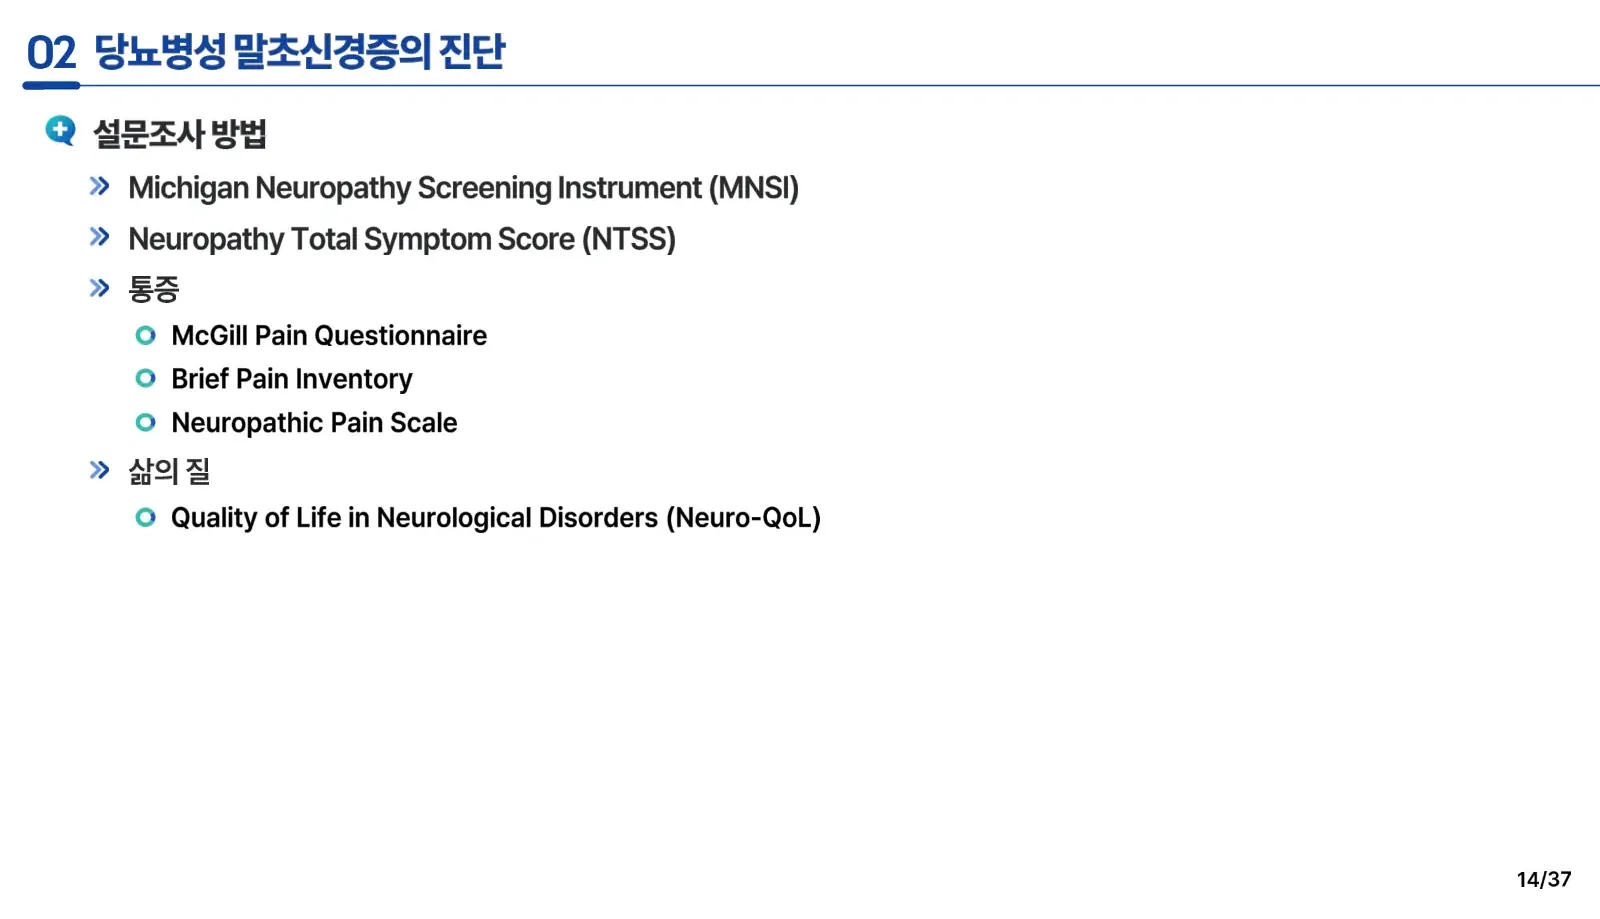 02 당뇨병성 말초신경증의 진단
설문조사 방법
Michigan Neuropathy Screening Instrument (MNSI)
Neuropathy Total Symptom Score (NTSS)
통증
McGill Pain Questionnaire
Brief Pain Inventory
Neuropathic Pain Scale
삶의 질
Quality of Life in Neurological Disorders (Neuro-QoL)
14/37